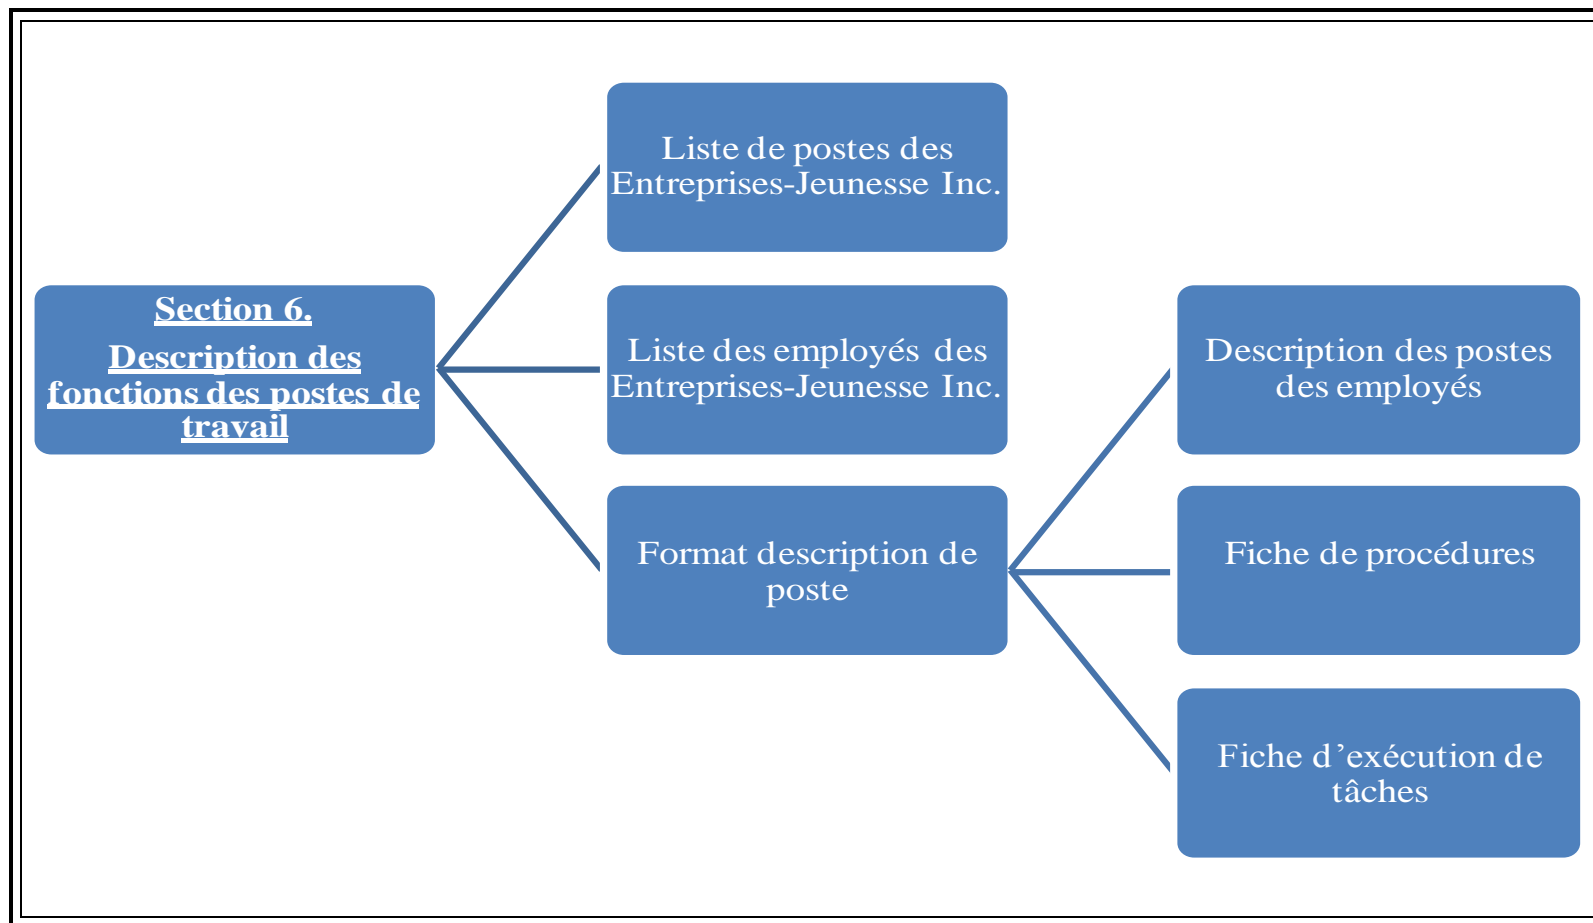 Section 6.
Description des
fonctions des postes de
travail
Liste de postes des
Entreprises-Jeunesse Inc.
Liste des employés des
Entreprises-Jeunesse Inc.
Format description de
poste
Description des postes
des employés
Fiche de procédures
Fiche d’exécution de
tâches